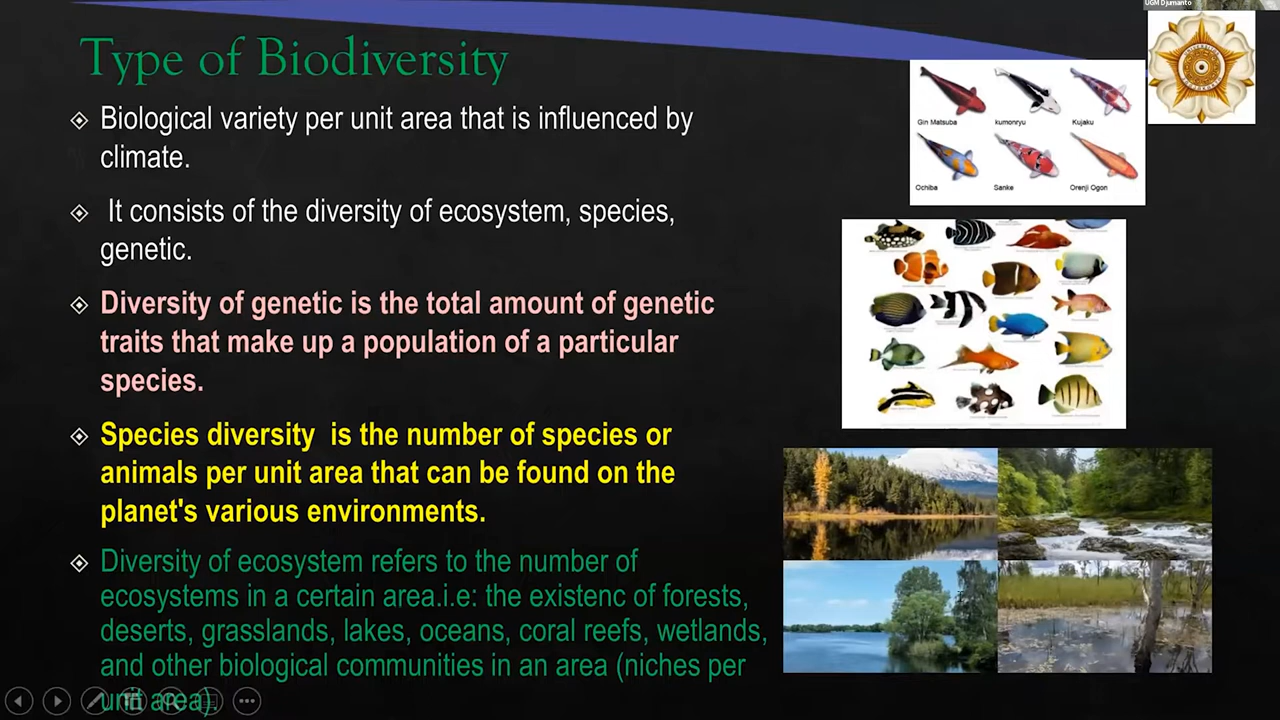 UGM Djumanto
Type of Biodiversity
Biological variety per unit area that is influenced by
climate.
It consists of the diversity of ecosystem, species,
genetic.
Diversity of genetic is the total amount of genetic
traits that make up a population of a particular
species.
Species diversity is the number of species or
animals per unit area that can be found on the
planet's various environments.
Diversity of ecosystem refers to the number of
ecosystems in a certain area.i.e: the existenc of forests,
deserts, grasslands, lakes, oceans, coral reefs, wetlands,
and other biological communities in an area (niches per
unit area).
Gin Matsuba kumonryu Kujaku
Ochiba Sanke Orenji Ogon